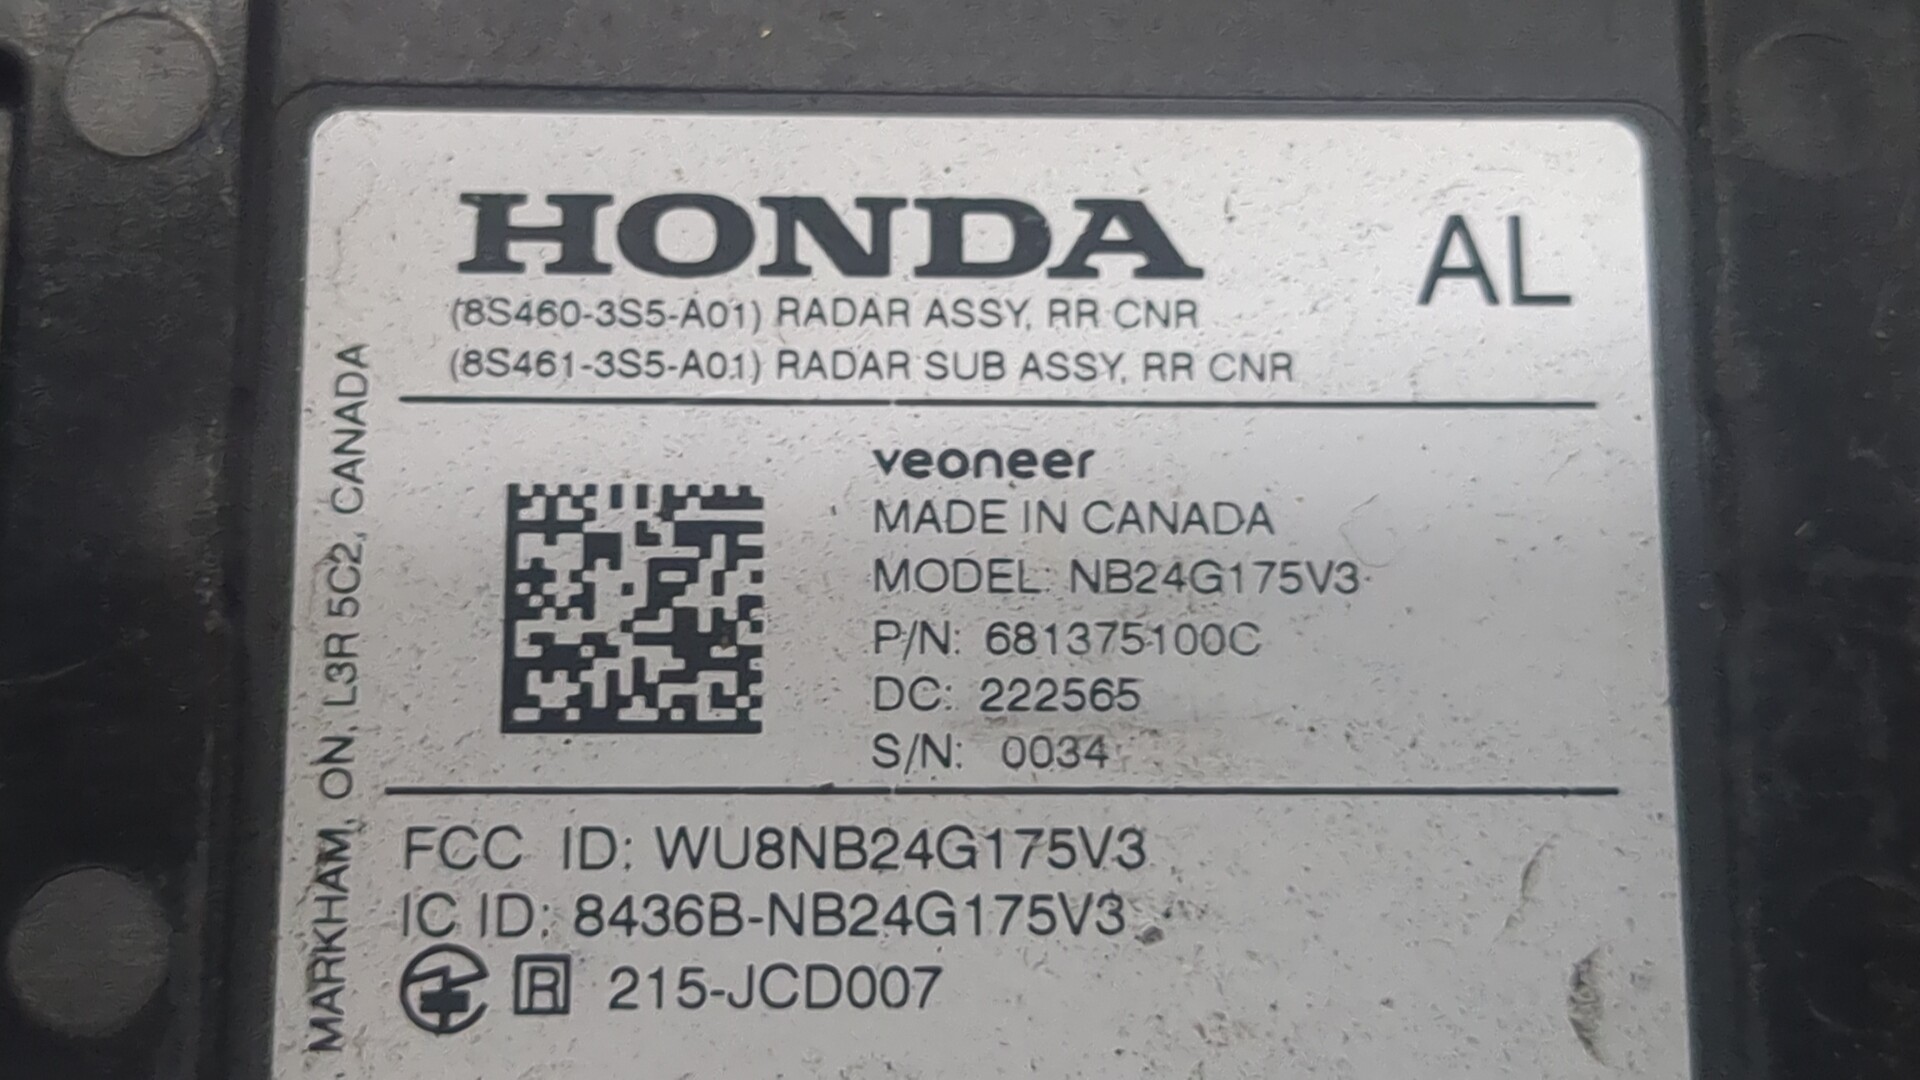 HONDA
AL
(8S460-3S5-A01) RADAR ASSY, RR CNR
(8S461-3S5-A01) RADAR SUB ASSY, RR CNR
veoneer
MADE IN CANADA
MODEL: NB24G175V3
P/N: 681375100C
DC: 222565
S/N: 0034
FCC ID: WU8NB24G175V3
IC ID: 8436B-NB24G175V3
R 215-JCD007
MARKHAM, ON, L3R 5C2, CANADA